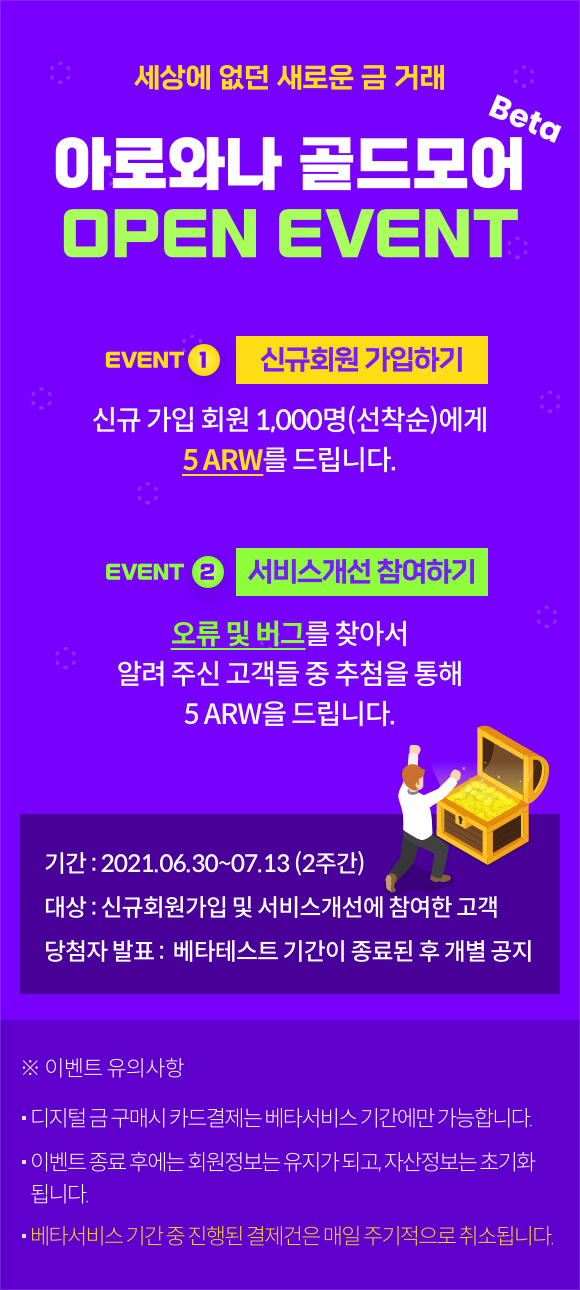 세상에 없던 새로운 금 거래
Beta
아로와나 골드모어
OPEN EVENT
EVENT 1 신규회원 가입하기
신규 가입 회원 1,000명(선착순)에게
5 ARW를 드립니다.
EVENT 2 서비스개선 참여하기
오류 및 버그를 찾아서
알려 주신 고객들 중 추첨을 통해
5 ARW을 드립니다.
기간 : 2021.06.30~07.13 (2주간)
대상 : 신규회원가입 및 서비스개선에 참여한 고객
당첨자 발표 : 베타테스트 기간이 종료된 후 개별 공지
※ 이벤트 유의사항
▪ 디지털 금 구매시 카드결제는 베타서비스 기간에만 가능합니다.
▪ 이벤트 종료 후에는 회원정보는 유지가 되고, 자산정보는 초기화
됩니다.
▪ 베타서비스 기간 중 진행된 결제건은 매일 주기적으로 취소됩니다.